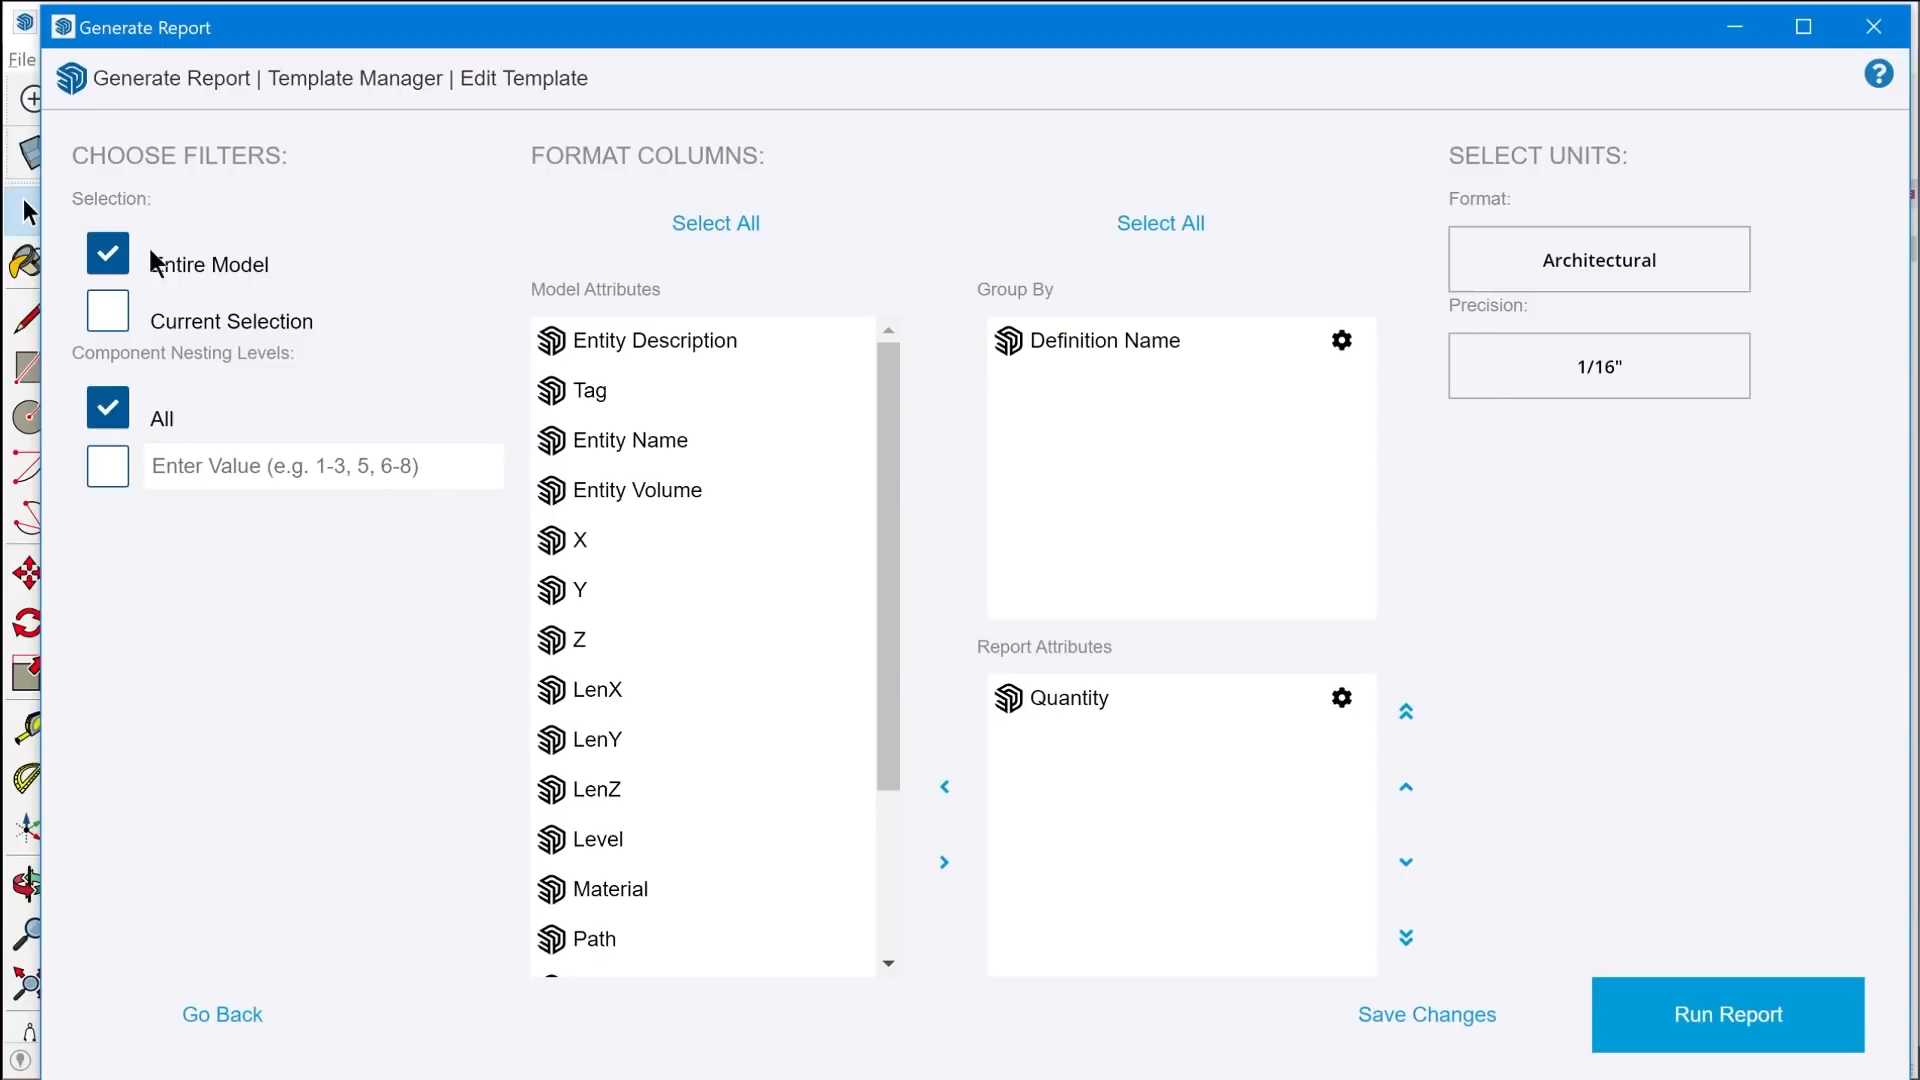 Generate Report
File
Generate Report | Template Manager | Edit Template
CHOOSE FILTERS:
Selection:
Entire Model
Current Selection
Component Nesting Levels:
All
Enter Value (e.g. 1-3, 5, 6-8)
FORMAT COLUMNS:
Select All
Model Attributes
Entity Description
Tag
Entity Name
Entity Volume
X
Y
Z
LenX
LenY
LenZ
Level
Material
Path
Select All
Group By
Definition Name
Report Attributes
Quantity
SELECT UNITS:
Format:
Architectural
Precision:
1/16"
Go Back
Save Changes
Run Report